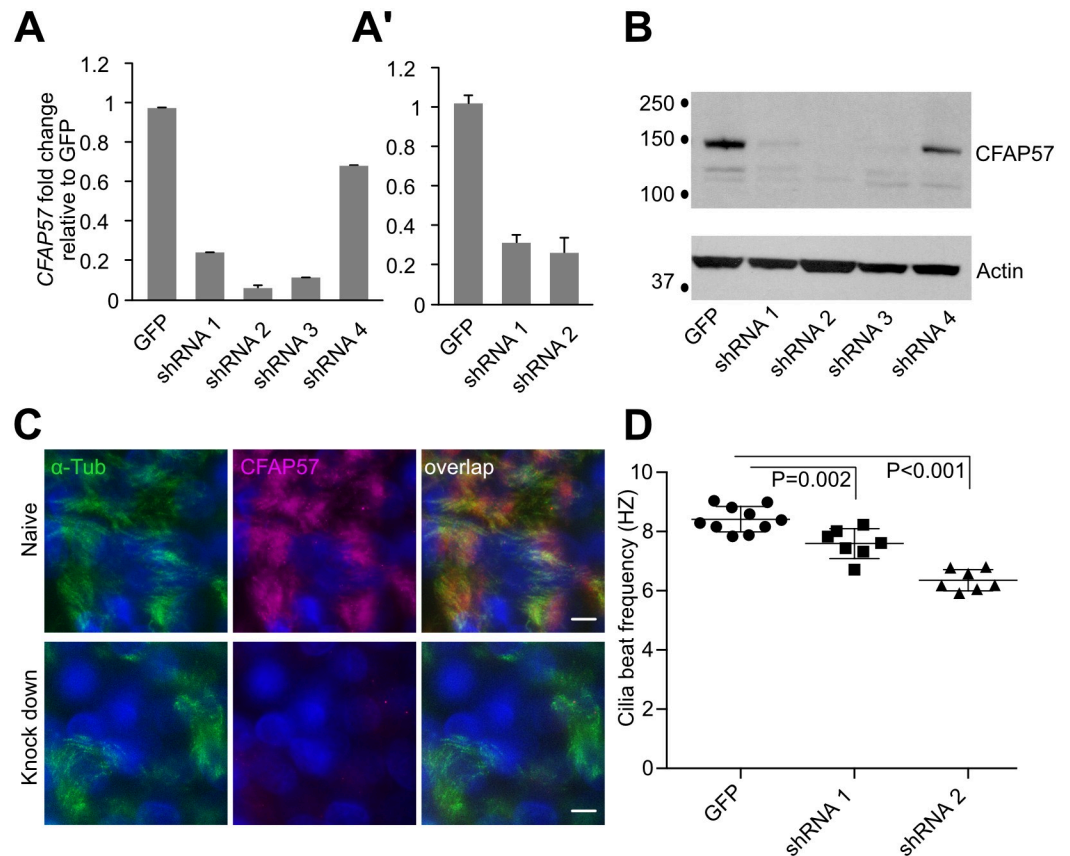 A
CFAP57 fold change
relative to GFP
1.2
1
0.8
0.6
0.4
0.2
0
GFP
shRNA 1
shRNA 2
shRNA 3
shRNA 4
A'
1.2
1
0.8
0.6
0.4
0.2
0
GFP
shRNA 1
shRNA 2
B
250
150
100
CFAP57
37
Actin
GFP
shRNA 1
shRNA 2
shRNA 3
shRNA 4
C
Naive
α-Tub
CFAP57
overlap
Knock down
D
Cilia beat frequency (HZ)
10
8
6
4
2
0
P=0.002
P<0.001
GFP
shRNA 1
shRNA 2